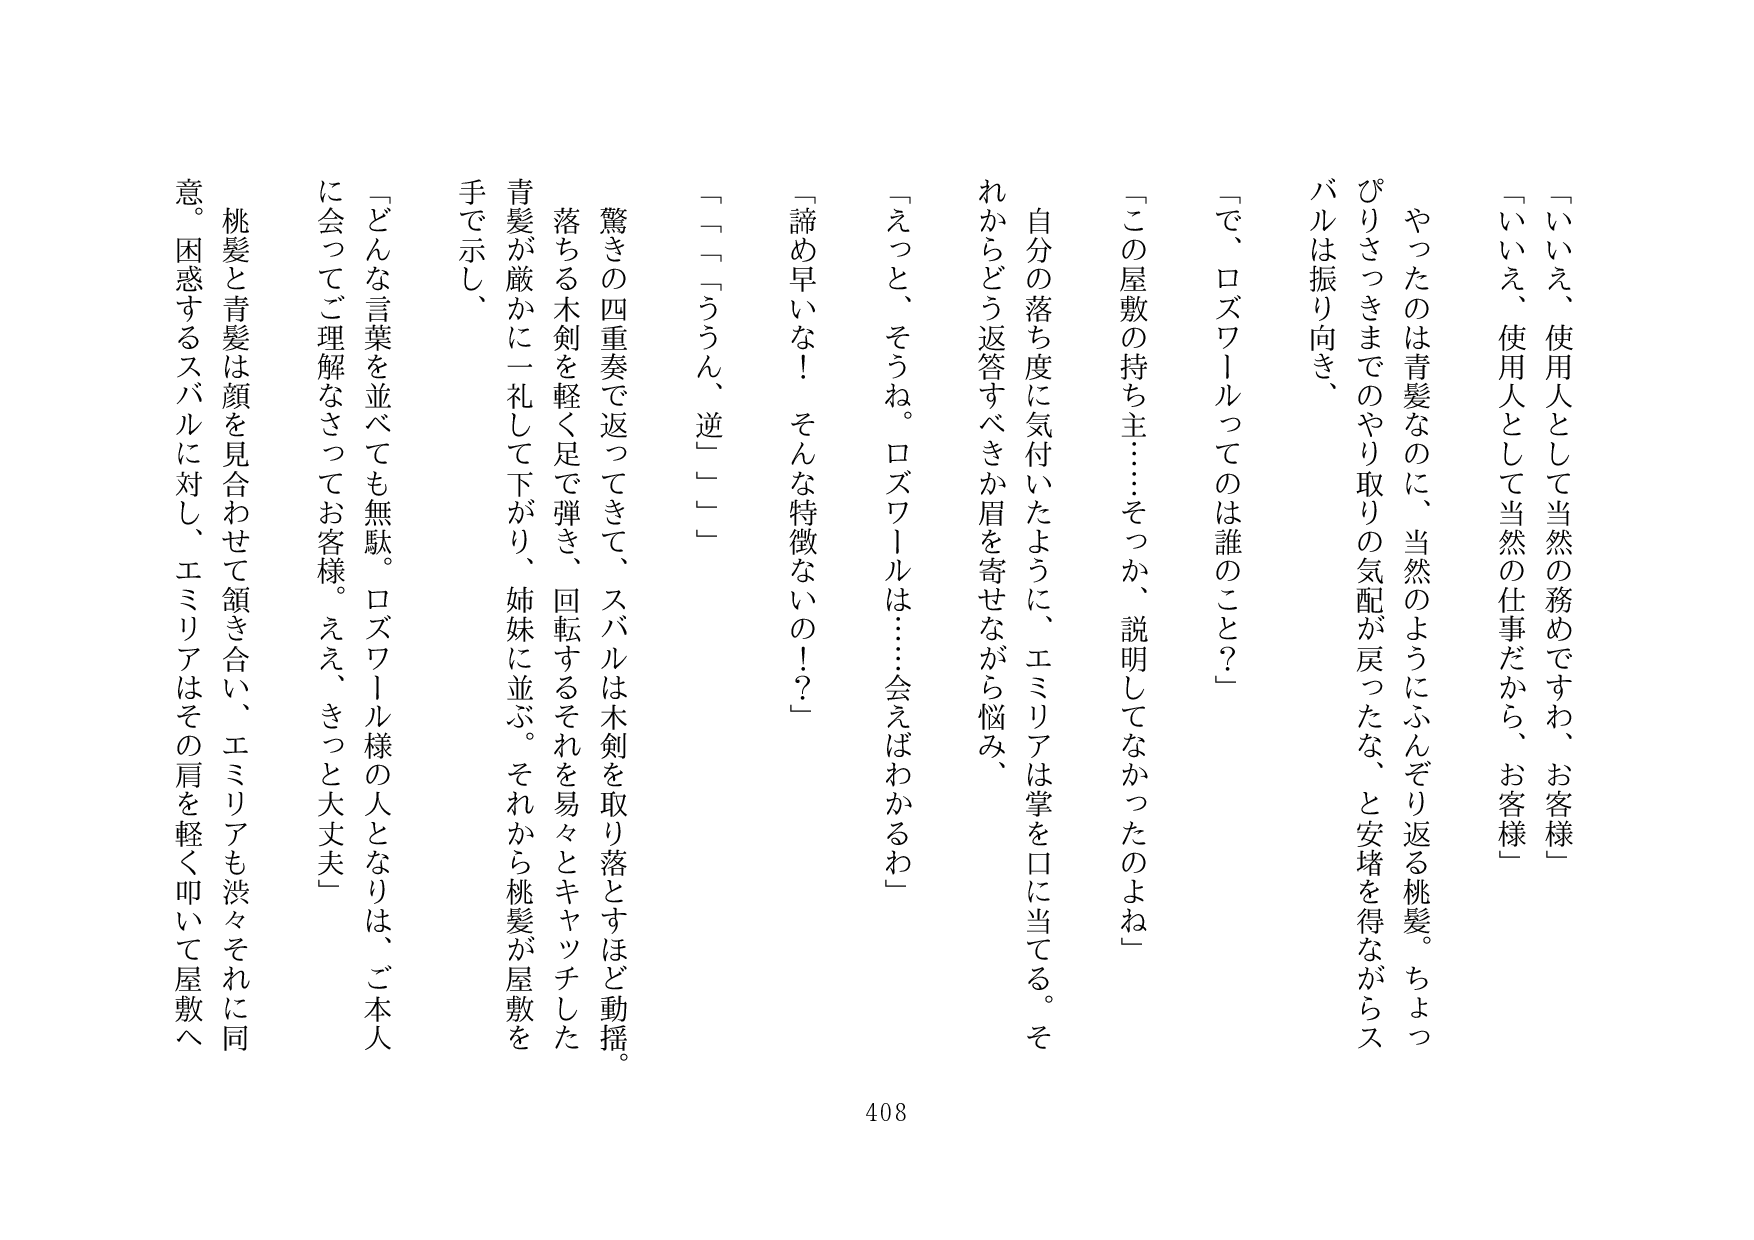 「いいえ、使用人として当然の務めですわ、お客様」
「いいえ、使用人として当然の仕事だから、お客様」
　やったのは青髪なのに、当然のようにふんぞり返る桃髪。ちょっ
ぴりさっきまでのやり取りの気配が戻ったな、と安堵を得ながらス
バルは振り向き、
「で、ロズワールってのは誰のこと？」
「この屋敷の持ち主……そっか、説明してなかったのよね」
　自分の落ち度に気付いたように、エミリアは掌を口に当てる。そ
れからどう返答すべきか眉を寄せながら悩み、
「えっと、そうね。ロズワールは……会えばわかるわ」
「諦め早いな！　そんな特徴ないの！？」
「「「「ううん、逆」」」」
　驚きの四重奏で返ってきて、スバルは木剣を取り落とすほど動揺。
　落ちる木剣を軽く足で弾き、回転するそれを易々とキャッチした
青髪が厳かに一礼して下がり、姉妹に並ぶ。それから桃髪が屋敷を
手で示し、
「どんな言葉を並べても無駄。ロズワール様の人となりは、ご本人
に会ってご理解なさってお客様。ええ、きっと大丈夫」
　桃髪と青髪は顔を見合わせて頷き合い、エミリアも渋々それに同
意。困惑するスバルに対し、エミリアはその肩を軽く叩いて屋敷へ
408